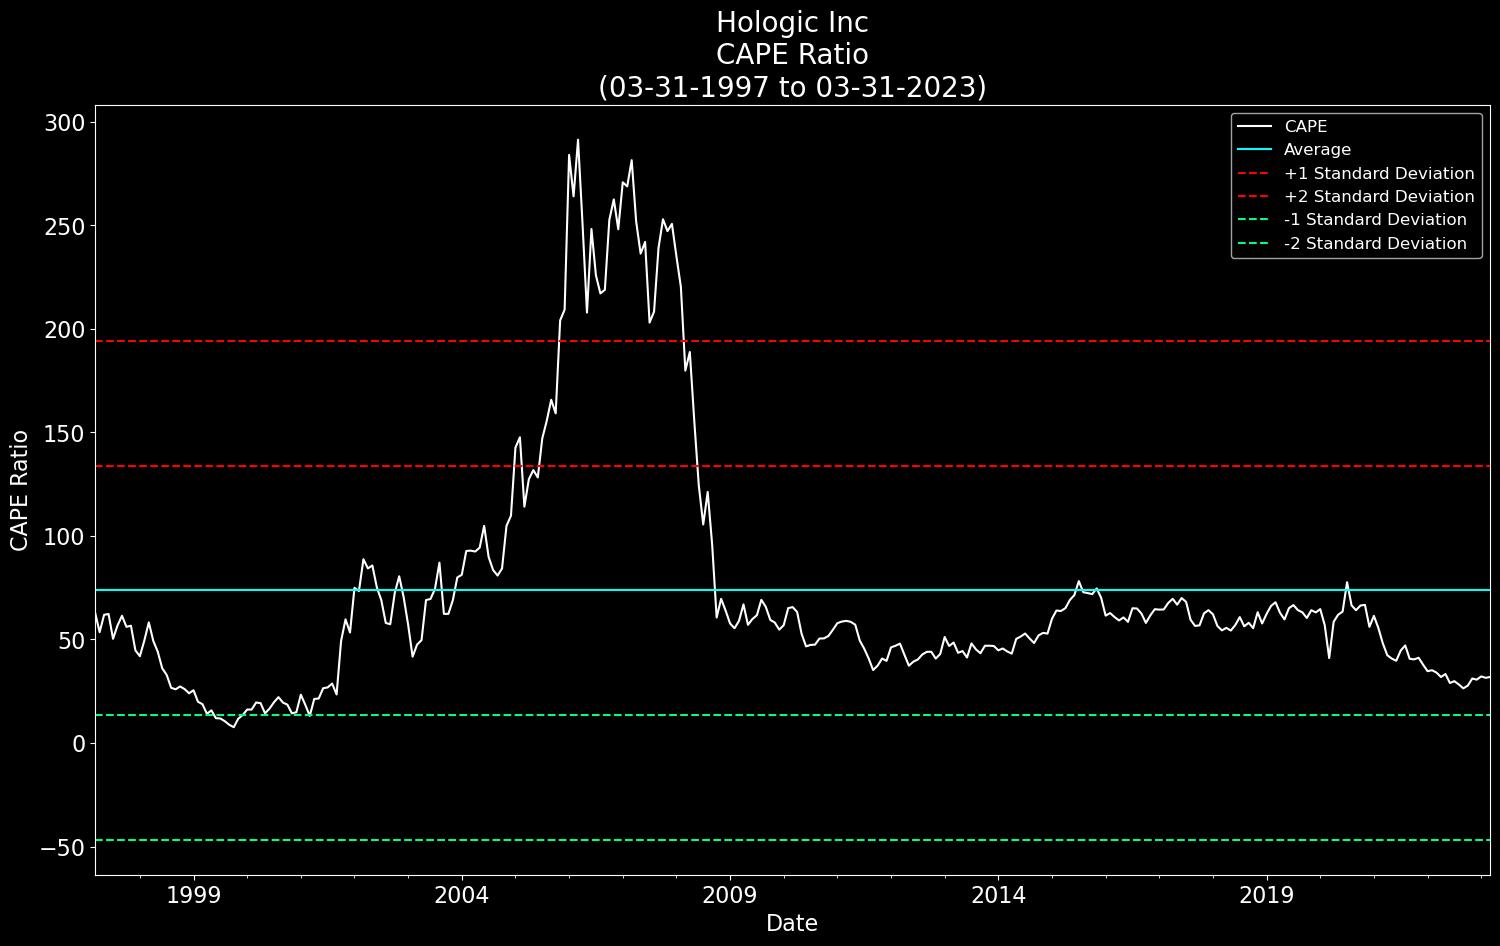 Hologic Inc
CAPE Ratio
(03-31-1997 to 03-31-2023)
CAPE
Average
+1 Standard Deviation
+2 Standard Deviation
-1 Standard Deviation
-2 Standard Deviation
CAPE Ratio
300
250
200
150
100
50
0
−50
1999
2004
2009
2014
2019
Date